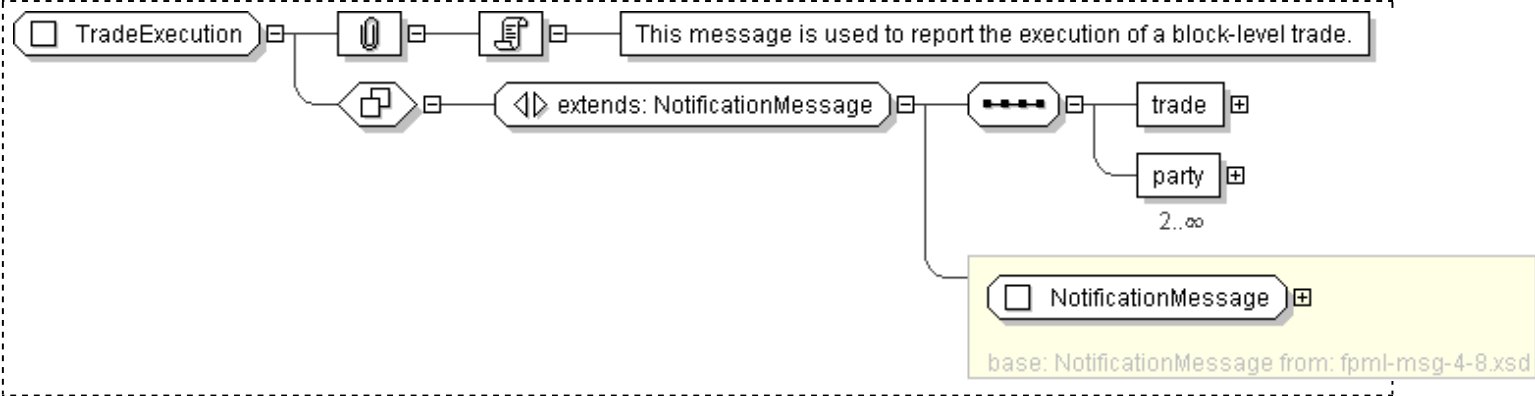 TradeExecution
This message is used to report the execution of a block-level trade.
extends: NotificationMessage
trade
party
2..∞
NotificationMessage
base: NotificationMessage from: fpml-msg-4-8.xsd